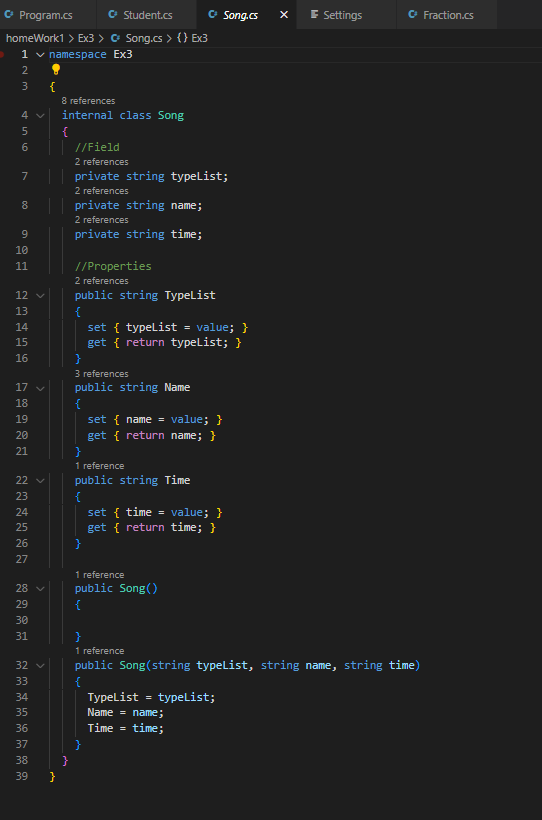 Program.cs Student.cs Song.cs Settings Fraction.cs
homeWork1 > Ex3 > Song.cs > {} Ex3
1 namespace Ex3
2
3 {
8 references
4 internal class Song
5 {
6 //Field
2 references
7 private string typeList;
2 references
8 private string name;
2 references
9 private string time;
10
11 //Properties
2 references
12 public string TypeList
13 {
14 set { typeList = value; }
15 get { return typeList; }
16 }
3 references
17 public string Name
18 {
19 set { name = value; }
20 get { return name; }
21 }
1 reference
22 public string Time
23 {
24 set { time = value; }
25 get { return time; }
26 }
27
1 reference
28 public Song()
29 {
30
31 }
1 reference
32 public Song(string typeList, string name, string time)
33 {
34 TypeList = typeList;
35 Name = name;
36 Time = time;
37 }
38 }
39 }